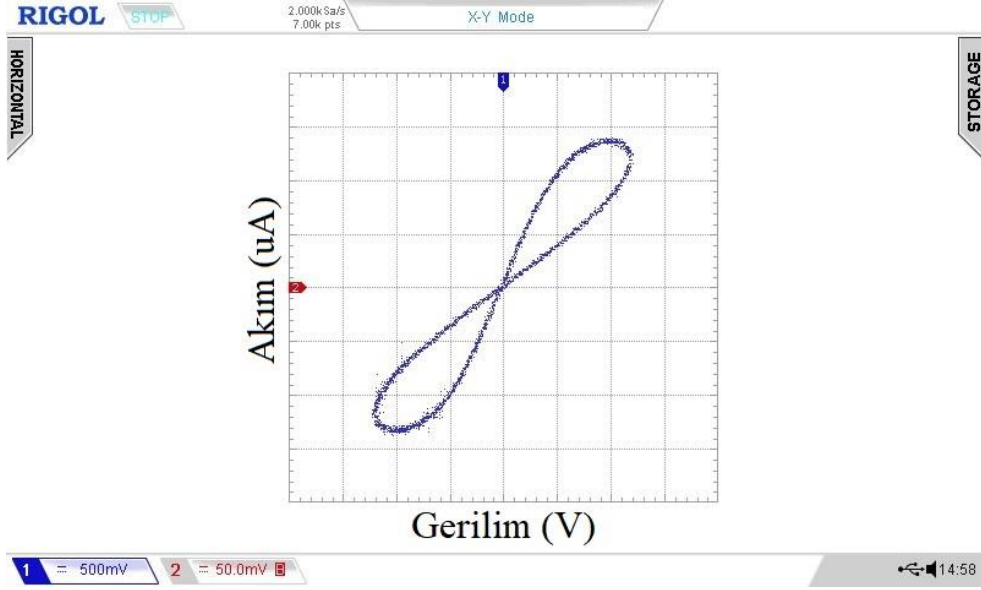 RIGOL STOP 2.000kSa/s X-Y Mode
7.00k pts
HORIZONTAL
STORAGE
1
Akım (uA)
2
Gerilim (V)
1 = 500mV 2 = 50.0mV B 14:58